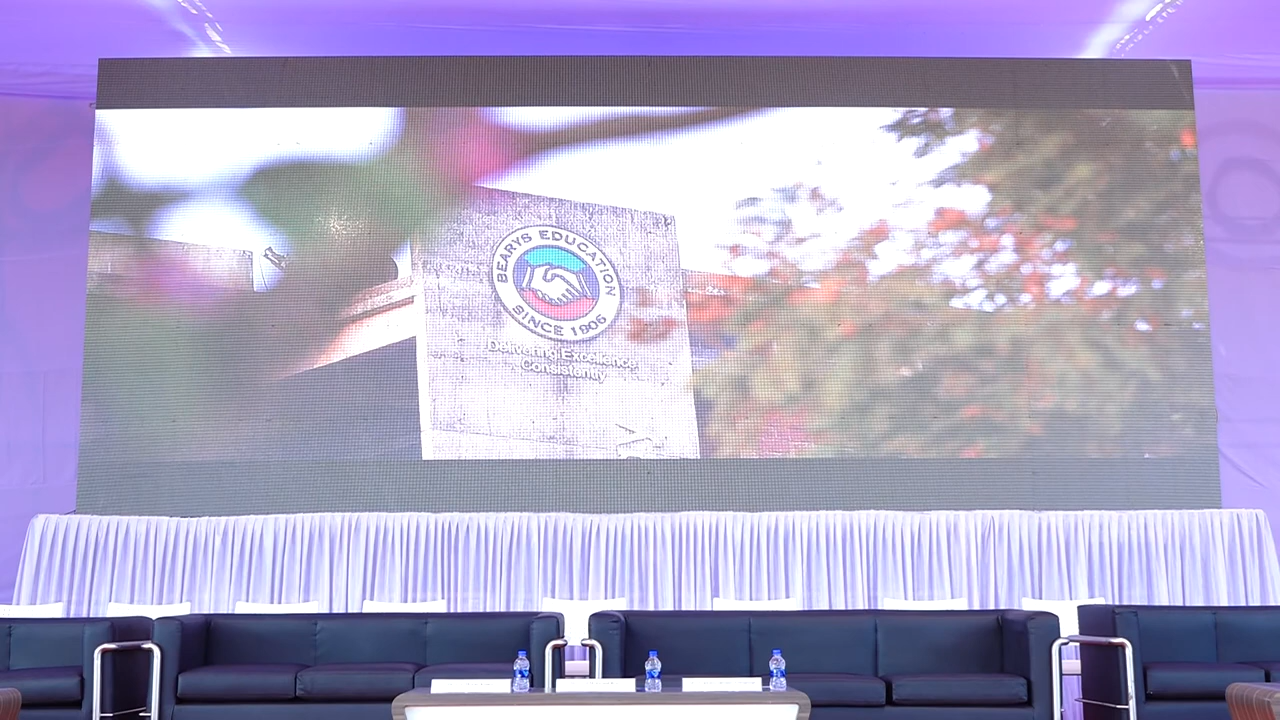 BEARYS EDUCATION
SINCE 1906
Delivering Excellence
Consistently